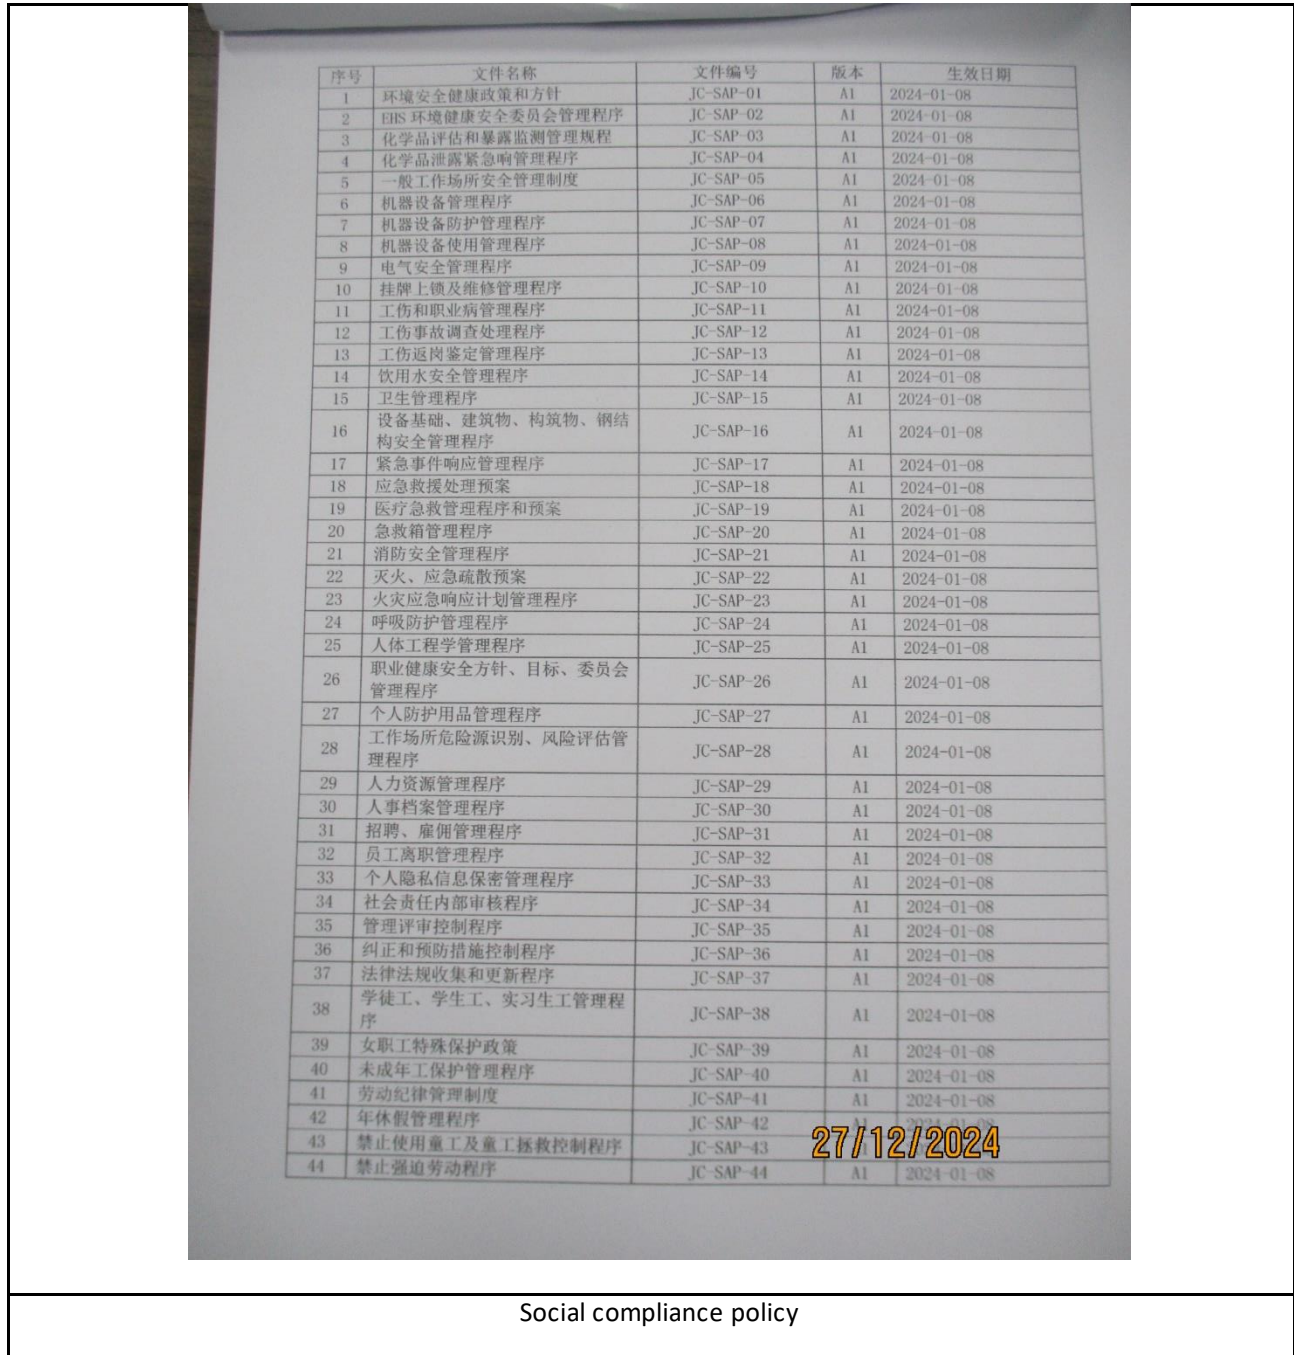 序号 文件名称 文件编号 版本 生效日期
1 环境安全健康政策和方针 JC-SAP-01 A1 2024-01-08
2 EHS 环境健康安全委员会管理程序 JC-SAP-02 A1 2024-01-08
3 化学品评估和暴露监测管理规程 JC-SAP-03 A1 2024-01-08
4 化学品泄露紧急响管理程序 JC-SAP-04 A1 2024-01-08
5 一般工作场所安全管理制度 JC-SAP-05 A1 2024-01-08
6 机器设备管理程序 JC-SAP-06 A1 2024-01-08
7 机器设备防护管理程序 JC-SAP-07 A1 2024-01-08
8 机器设备使用管理程序 JC-SAP-08 A1 2024-01-08
9 电气安全管理程序 JC-SAP-09 A1 2024-01-08
10 挂牌上锁及维修管理程序 JC-SAP-10 A1 2024-01-08
11 工伤和职业病管理程序 JC-SAP-11 A1 2024-01-08
12 工伤事故调查处理程序 JC-SAP-12 A1 2024-01-08
13 工伤返岗鉴定管理程序 JC-SAP-13 A1 2024-01-08
14 饮用水安全管理程序 JC-SAP-14 A1 2024-01-08
15 卫生管理程序 JC-SAP-15 A1 2024-01-08
16 设备基础、建筑物、构筑物、钢结
构安全管理程序 JC-SAP-16 A1 2024-01-08
17 紧急事件响应管理程序 JC-SAP-17 A1 2024-01-08
18 应急救援处理预案 JC-SAP-18 A1 2024-01-08
19 医疗急救管理程序和预案 JC-SAP-19 A1 2024-01-08
20 急救箱管理程序 JC-SAP-20 A1 2024-01-08
21 消防安全管理程序 JC-SAP-21 A1 2024-01-08
22 灭火、应急疏散预案 JC-SAP-22 A1 2024-01-08
23 火灾应急响应计划管理程序 JC-SAP-23 A1 2024-01-08
24 呼吸防护管理程序 JC-SAP-24 A1 2024-01-08
25 人体工程学管理程序 JC-SAP-25 A1 2024-01-08
26 职业健康安全方针、目标、委员会
管理程序 JC-SAP-26 A1 2024-01-08
27 个人防护用品管理程序 JC-SAP-27 A1 2024-01-08
28 工作场所危险源识别、风险评估管
理程序 JC-SAP-28 A1 2024-01-08
29 人力资源管理程序 JC-SAP-29 A1 2024-01-08
30 人事档案管理程序 JC-SAP-30 A1 2024-01-08
31 招聘、雇佣管理程序 JC-SAP-31 A1 2024-01-08
32 员工离职管理程序 JC-SAP-32 A1 2024-01-08
33 个人隐私信息保密管理程序 JC-SAP-33 A1 2024-01-08
34 社会责任内部审核程序 JC-SAP-34 A1 2024-01-08
35 管理评审控制程序 JC-SAP-35 A1 2024-01-08
36 纠正和预防措施控制程序 JC-SAP-36 A1 2024-01-08
37 法律法规收集和更新程序 JC-SAP-37 A1 2024-01-08
38 学徒工、学生工、实习生工管理程
序 JC-SAP-38 A1 2024-01-08
39 女职工特殊保护政策 JC-SAP-39 A1 2024-01-08
40 未成年工保护管理程序 JC-SAP-40 A1 2024-01-08
41 劳动纪律管理制度 JC-SAP-41 A1 2024-01-08
42 年休假管理程序 JC-SAP-42
43 禁止使用童工及童工拯救控制程序 JC-SAP-43
27/12/2024
44 禁止强迫劳动程序 JC-SAP-44 A1 2024-01-08
Social compliance policy